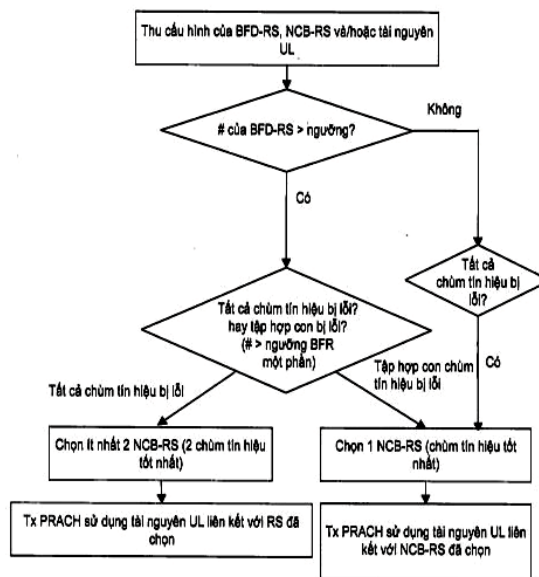 Thu cấu hình của BFD-RS, NCB-RS và/hoặc tài nguyên
UL
Không
# của BFD-RS > ngưỡng?
Có
Tất cả
chùm tín hiệu bị
lỗi?
Tất cả chùm tín hiệu bị lỗi?
hay tập hợp con bị lỗi?
(# > ngưỡng BFR
một phần)
Tất cả chùm tín hiệu bị lỗi
Tập hợp con chùm
tín hiệu bị lỗi
Có
Chọn ít nhất 2 NCB-RS (2 chùm tín hiệu
tốt nhất)
Chọn 1 NCB-RS (chùm tín hiệu tốt
nhất)
Tx PRACH sử dụng tài nguyên UL liên kết với RS đã
chọn
Tx PRACH sử dụng tài nguyên UL liên
kết với NCB-RS đã chọn